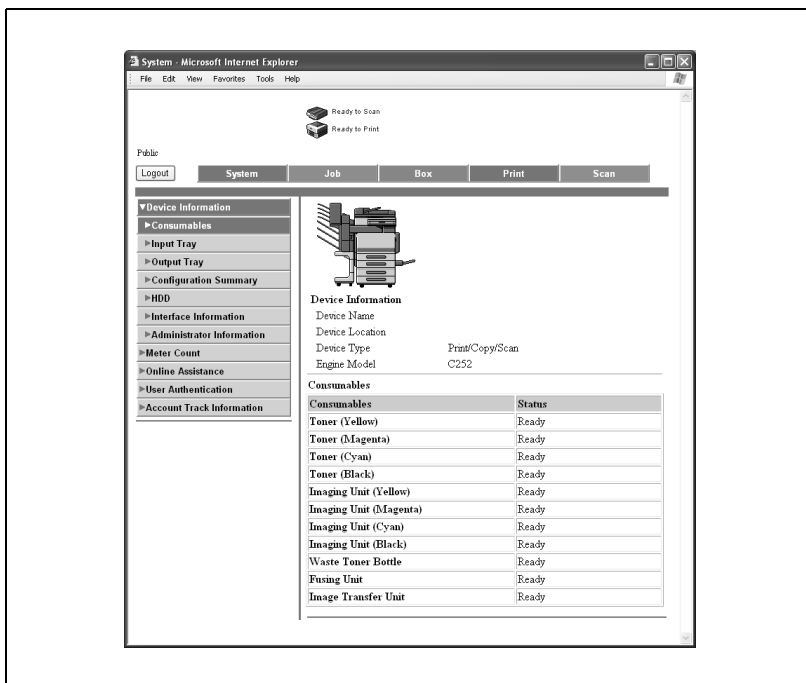 System - Microsoft Internet Explorer
File Edit View Favorites Tools Help
Ready to Scan
Ready to Print
Public
Logout System Job Box Print Scan
Device Information
Consumables
Input Tray
Output Tray
Configuration Summary
HDD
Interface Information
Administrator Information
Meter Count
Online Assistance
User Authentication
Account Track Information
Device Information
Device Name
Device Location
Device Type Print/Copy/Scan
Engine Model C252
Consumables
Consumables Status
Toner (Yellow) Ready
Toner (Magenta) Ready
Toner (Cyan) Ready
Toner (Black) Ready
Imaging Unit (Yellow) Ready
Imaging Unit (Magenta) Ready
Imaging Unit (Cyan) Ready
Imaging Unit (Black) Ready
Waste Toner Bottle Ready
Fusing Unit Ready
Image Transfer Unit Ready